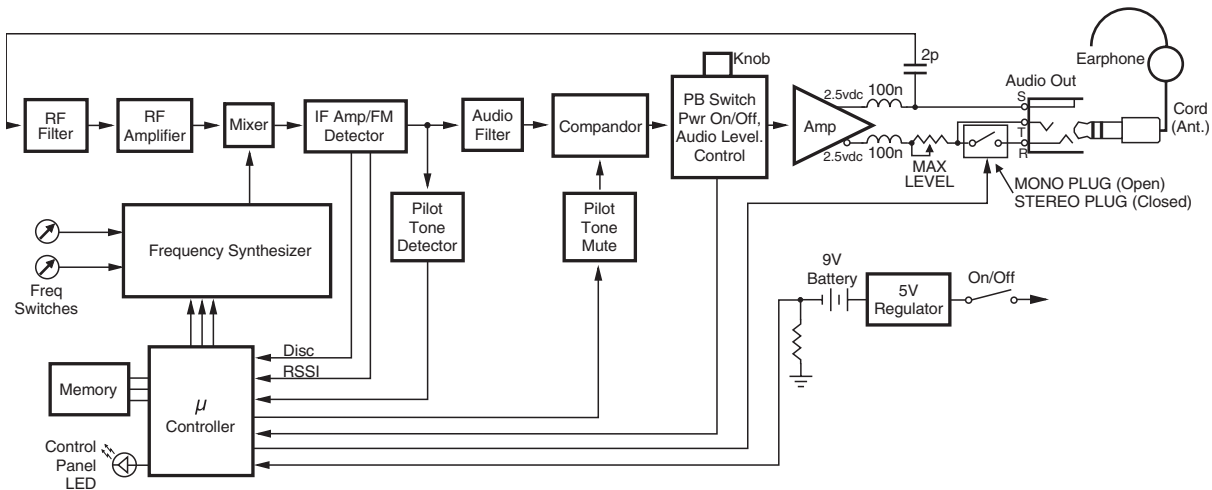 Knob
2p
Earphone
Audio Out
S
T
R
Cord
(Ant.)
RF
Filter
RF
Amplifier
Mixer
IF Amp/FM
Detector
Audio
Filter
Compandor
PB Switch
Pwr On/Off,
Audio Level.
Control
Amp
2.5vdc
100n
2.5vdc
100n
MAX
LEVEL
MONO PLUG (Open)
STEREO PLUG (Closed)
Frequency Synthesizer
Pilot
Tone
Detector
Pilot
Tone
Mute
Freq
Switches
9V
Battery
5V
Regulator
On/Off
Disc
RSSI
Memory
μ
Controller
Control
Panel
LED